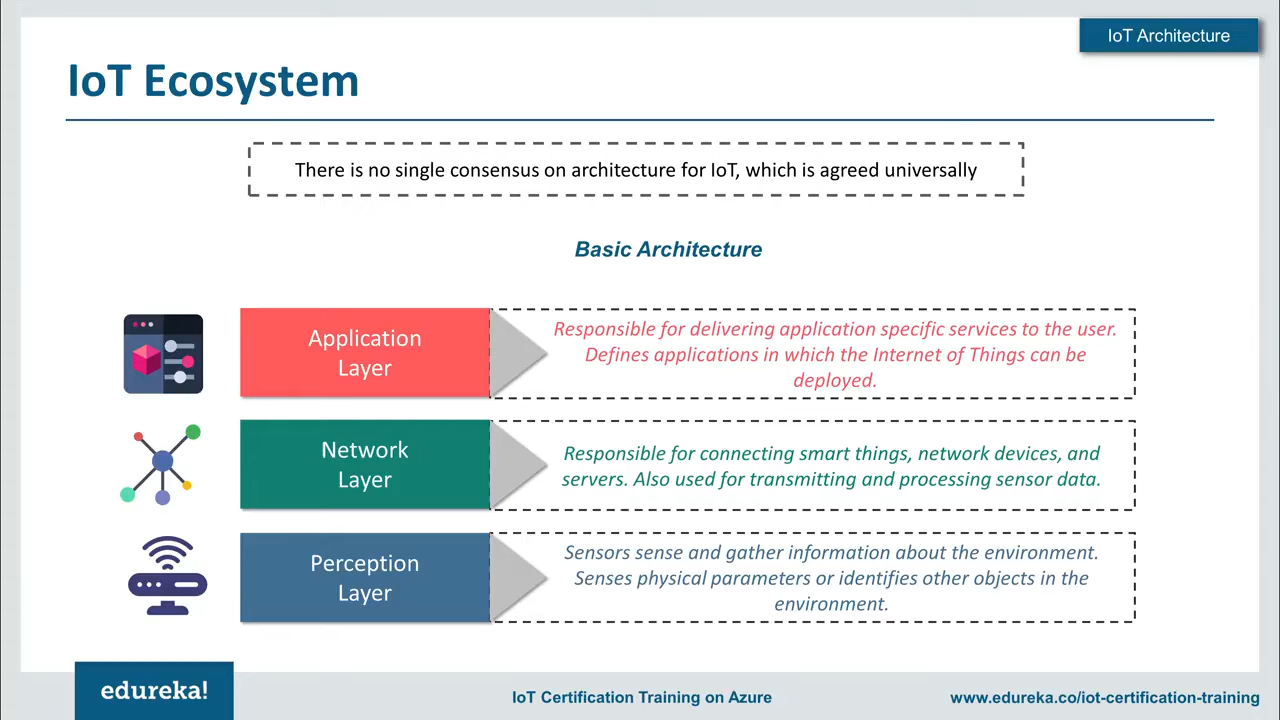 IoT Architecture
IoT Ecosystem
There is no single consensus on architecture for IoT, which is agreed universally
Basic Architecture
Application
Layer
Responsible for delivering application specific services to the user.
Defines applications in which the Internet of Things can be
deployed.
Network
Layer
Responsible for connecting smart things, network devices, and
servers. Also used for transmitting and processing sensor data.
Perception
Layer
Sensors sense and gather information about the environment.
Senses physical parameters or identifies other objects in the
environment.
edureka!
IoT Certification Training on Azure
www.edureka.co/iot-certification-training